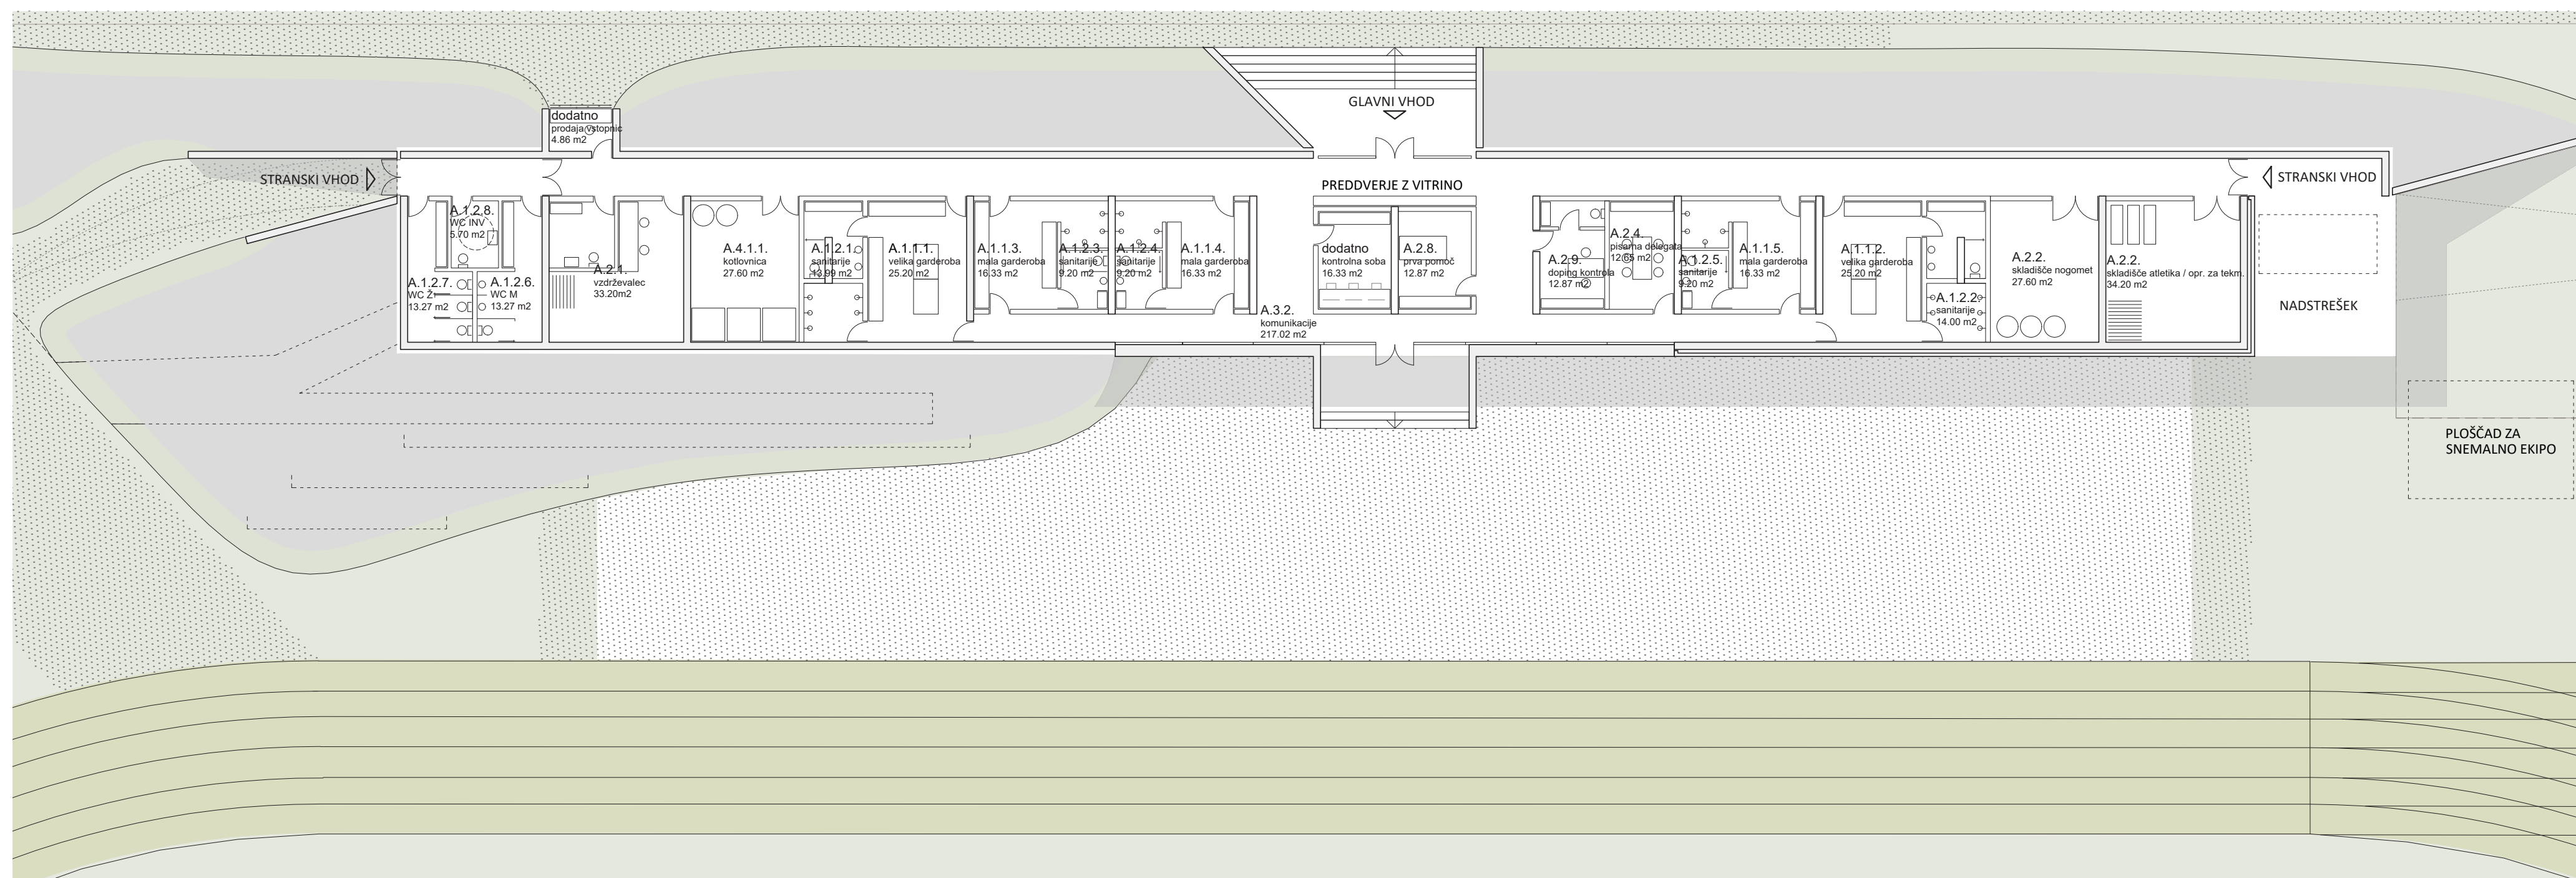 GLAVNI VHOD
dodatno
prodaja vstopnic
4.86 m2
STRANSKI VHOD
PREDDVERJE Z VITRINO
STRANSKI VHOD
A.1.2.8.
WC INV
5.70 m2
A.1.2.7.
WC Ž
13.27 m2
A.1.2.6.
WC M
13.27 m2
A.2.1.
vzdrževalec
33.20m2
A.4.1.1.
kotlovnica
27.60 m2
A.1.2.1.
sanitarije
13.99 m2
A.1.1.1.
velika garderoba
25.20 m2
A.1.1.3.
mala garderoba
16.33 m2
A.1.2.3.
sanitarije
9.20 m2
A.1.2.4.
sanitarije
9.20 m2
A.1.1.4.
mala garderoba
16.33 m2
A.3.2.
komunikacije
217.02 m2
dodatno
kontrolna soba
16.33 m2
A.2.8.
prva pomoč
12.87 m2
A.2.9.
doping kontrola
12.87 m2
A.2.4.
pisarna delegata
12.65 m2
A.1.2.5.
sanitarije
9.20 m2
A.1.1.5.
mala garderoba
16.33 m2
A.1.1.2.
velika garderoba
25.20 m2
A.1.2.2.
sanitarije
14.00 m2
A.2.2.
skladišče nogomet
27.60 m2
A.2.2.
skladišče atletika / opr. za tekm.
34.20 m2
NADSTREŠEK
PLOŠČAD ZA
SNEMALNO EKIPO